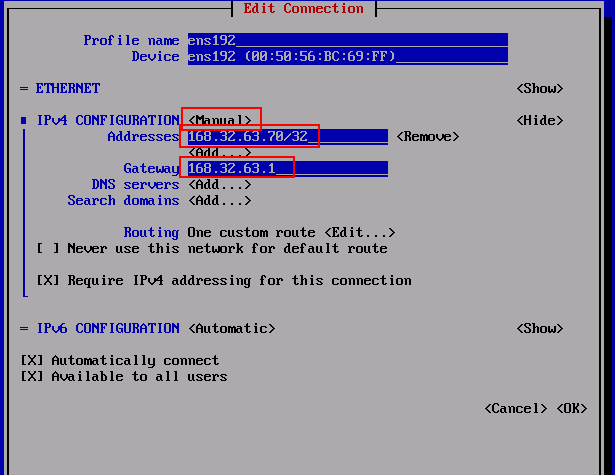 Edit Connection
Profile name ens192
Device ens192 (00:50:56:BC:69:FF)
= ETHERNET <Show>
IPv4 CONFIGURATION <Manual> <Hide>
Addresses 168.32.63.70/32 <Remove>
<Add...>
Gateway 168.32.63.1
DNS servers <Add...>
Search domains <Add...>
Routing One custom route <Edit...>
[ ] Never use this network for default route
[X] Require IPv4 addressing for this connection
= IPv6 CONFIGURATION <Automatic> <Show>
[X] Automatically connect
[X] Available to all users
<Cancel> <OK>